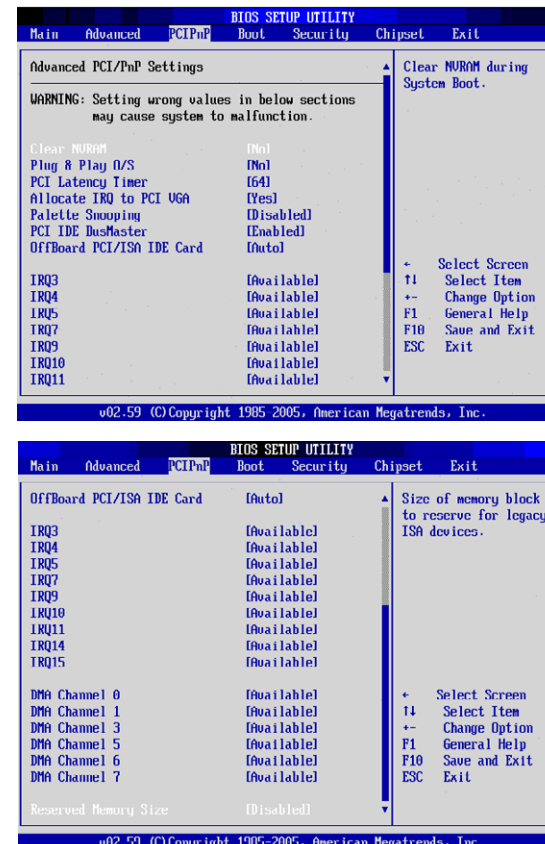 BIOS SETUP UTILITY
Main Advanced PCIPnP Boot Security Chipset Exit
Advanced PCI/PnP Settings
WARNING: Setting wrong values in below sections
may cause system to malfunction.
Clear NVRAM [No]
Plug & Play O/S [No]
PCI Latency Timer [64]
Allocate IRQ to PCI VGA [Yes]
Palette Snooping [Disabled]
PCI IDE BusMaster [Enabled]
OffBoard PCI/ISA IDE Card [Auto]
IRQ3 [Available]
IRQ4 [Available]
IRQ5 [Available]
IRQ7 [Available]
IRQ9 [Available]
IRQ10 [Available]
IRQ11 [Available]
Clear NVRAM during
System Boot.
← Select Screen
↑↓ Select Item
+- Change Option
F1 General Help
F10 Save and Exit
ESC Exit
v02.59 (C)Copyright 1985-2005, American Megatrends, Inc.
BIOS SETUP UTILITY
Main Advanced PCIPnP Boot Security Chipset Exit
OffBoard PCI/ISA IDE Card [Auto]
IRQ3 [Available]
IRQ4 [Available]
IRQ5 [Available]
IRQ7 [Available]
IRQ9 [Available]
IRQ10 [Available]
IRQ11 [Available]
IRQ14 [Available]
IRQ15 [Available]
DMA Channel 0 [Available]
DMA Channel 1 [Available]
DMA Channel 3 [Available]
DMA Channel 5 [Available]
DMA Channel 6 [Available]
DMA Channel 7 [Available]
Reserved Memory Size [Disabled]
Size of memory block
to reserve for legacy
ISA devices.
← Select Screen
↑↓ Select Item
+- Change Option
F1 General Help
F10 Save and Exit
ESC Exit
v02.59 (C)Copyright 1985-2005, American Megatrends, Inc.